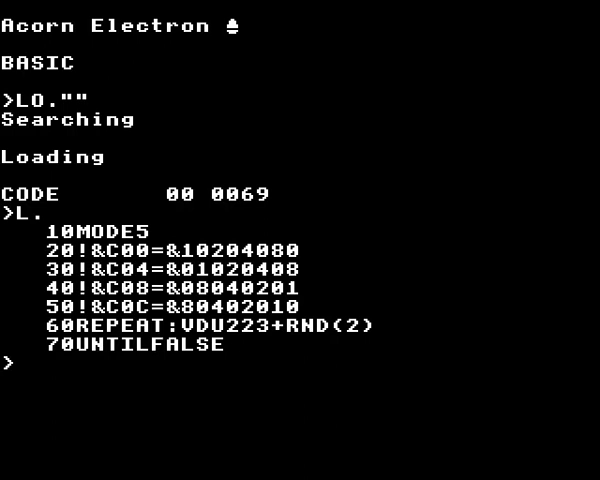 Acorn Electron
BASIC
>LO.""
Searching
Loading
CODE 00 0069
>L.
10MODE5
20!&C00=&10204080
30!&C04=&01020408
40!&C08=&08040201
50!&C0C=&80402010
60REPEAT:VDU223+RND(2)
70UNTILFALSE
>